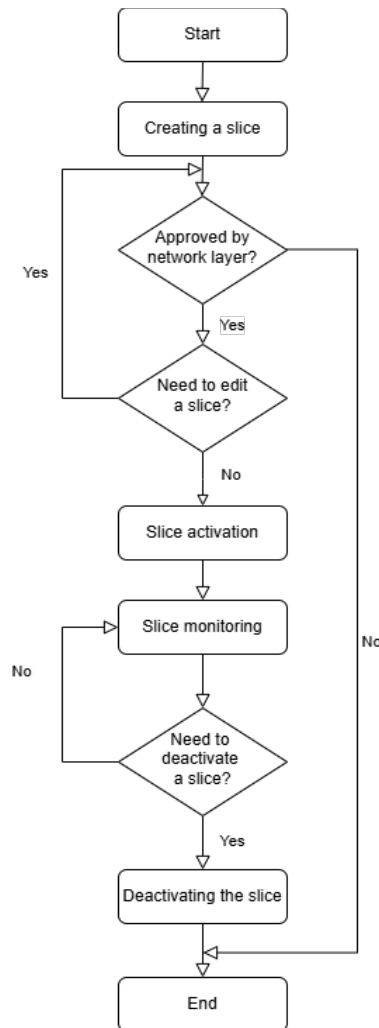 Start
Creating a slice
Approved by
network layer?
Yes
Yes
Need to edit
a slice?
No
Slice activation
Slice monitoring
No
No
Need to
deactivate
a slice?
Yes
Deactivating the slice
End